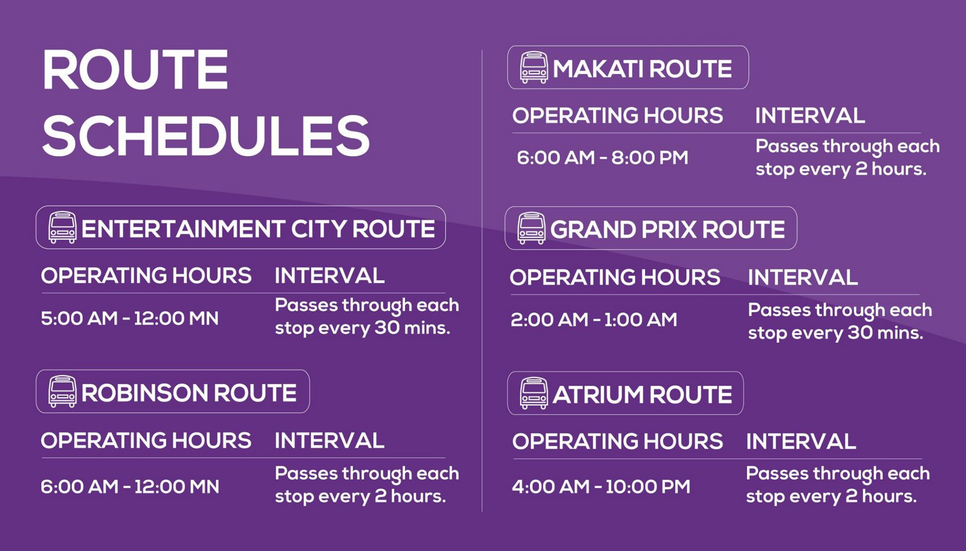 ROUTE
SCHEDULES
ENTERTAINMENT CITY ROUTE
OPERATING HOURS INTERVAL
5:00 AM - 12:00 MN
Passes through each
stop every 30 mins.
ROBINSON ROUTE
OPERATING HOURS INTERVAL
6:00 AM - 12:00 MN
Passes through each
stop every 2 hours.
MAKATI ROUTE
OPERATING HOURS INTERVAL
6:00 AM - 8:00 PM
Passes through each
stop every 2 hours.
GRAND PRIX ROUTE
OPERATING HOURS INTERVAL
2:00 AM - 1:00 AM
Passes through each
stop every 30 mins.
ATRIUM ROUTE
OPERATING HOURS INTERVAL
4:00 AM - 10:00 PM
Passes through each
stop every 2 hours.